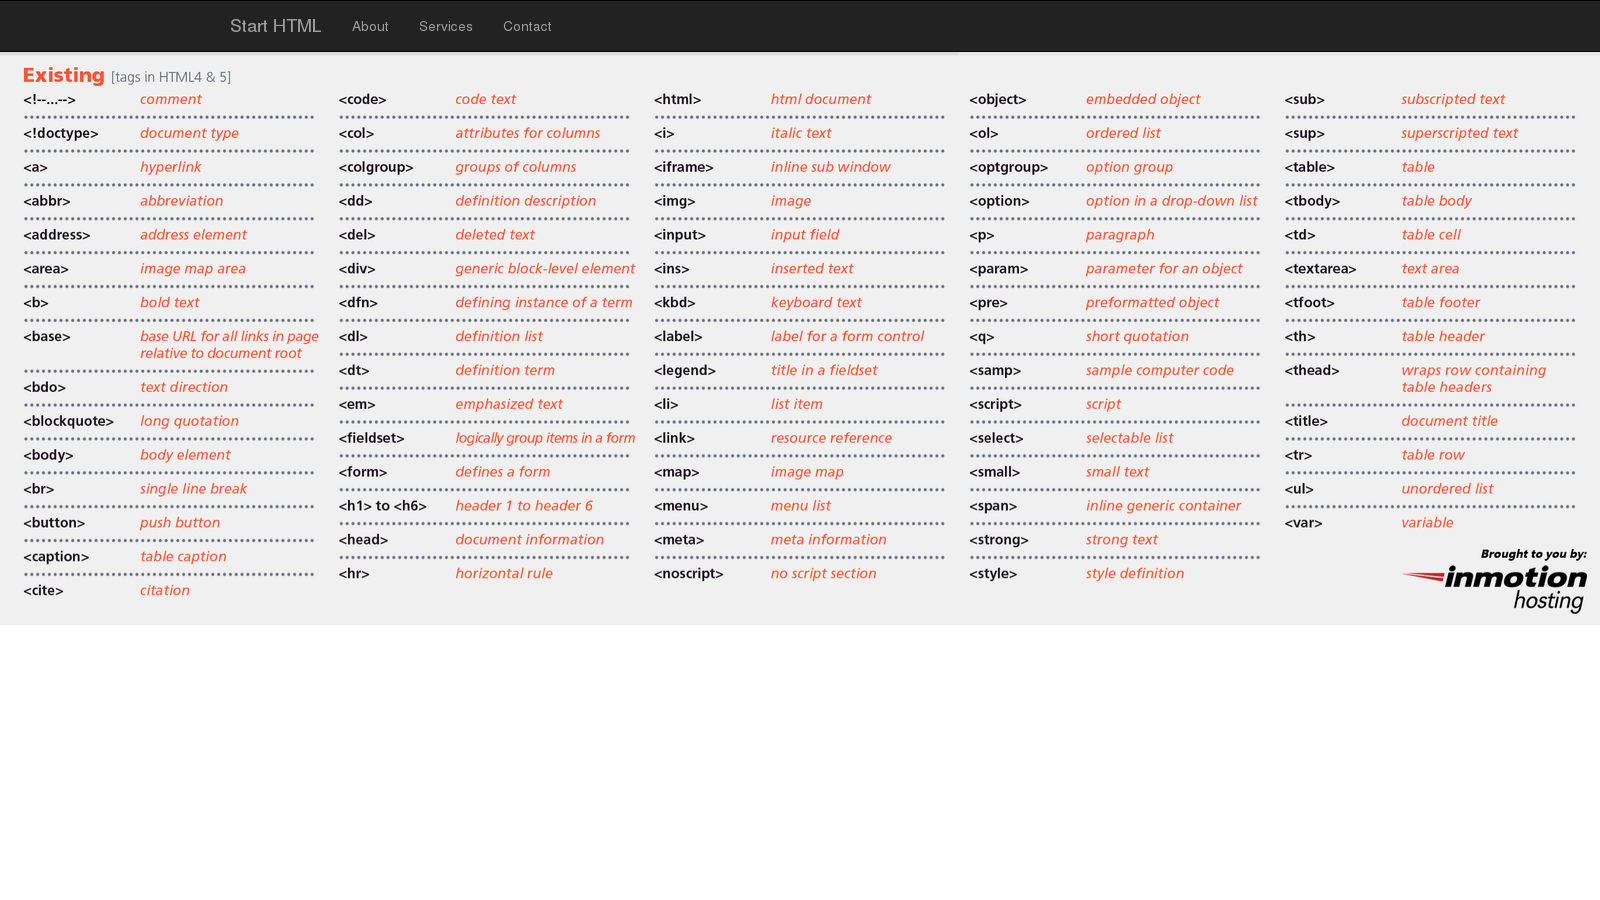 Start HTML About Services Contact
Existing [tags in HTML4 & 5]
<!--...--> comment
<!doctype> document type
<a> hyperlink
<abbr> abbreviation
<address> address element
<area> image map area
<b> bold text
<base> base URL for all links in page
relative to document root
<bdo> text direction
<blockquote> long quotation
<body> body element
<br> single line break
<button> push button
<caption> table caption
<cite> citation
<code> code text
<col> attributes for columns
<colgroup> groups of columns
<dd> definition description
<del> deleted text
<div> generic block-level element
<dfn> defining instance of a term
<dl> definition list
<dt> definition term
<em> emphasized text
<fieldset> logically group items in a form
<form> defines a form
<h1> to <h6> header 1 to header 6
<head> document information
<hr> horizontal rule
<html> html document
<i> italic text
<iframe> inline sub window
<img> image
<input> input field
<ins> inserted text
<kbd> keyboard text
<label> label for a form control
<legend> title in a fieldset
<li> list item
<link> resource reference
<map> image map
<menu> menu list
<meta> meta information
<noscript> no script section
<object> embedded object
<ol> ordered list
<optgroup> option group
<option> option in a drop-down list
<p> paragraph
<param> parameter for an object
<pre> preformatted object
<q> short quotation
<samp> sample computer code
<script> script
<select> selectable list
<small> small text
<span> inline generic container
<strong> strong text
<style> style definition
<sub> subscripted text
<sup> superscripted text
<table> table
<tbody> table body
<td> table cell
<textarea> text area
<tfoot> table footer
<th> table header
<thead> wraps row containing
table headers
<title> document title
<tr> table row
<ul> unordered list
<var> variable
Brought to you by:
inmotion
hosting